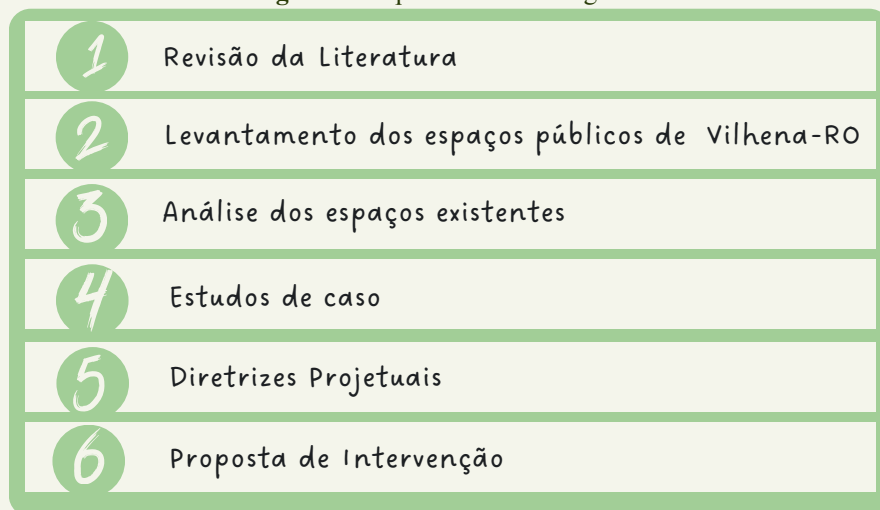 1 Revisão da Literatura
2 Levantamento dos espaços públicos de Vilhena-RO
3 Análise dos espaços existentes
4 Estudos de caso
5 Diretrizes Projetuais
6 Proposta de Intervenção